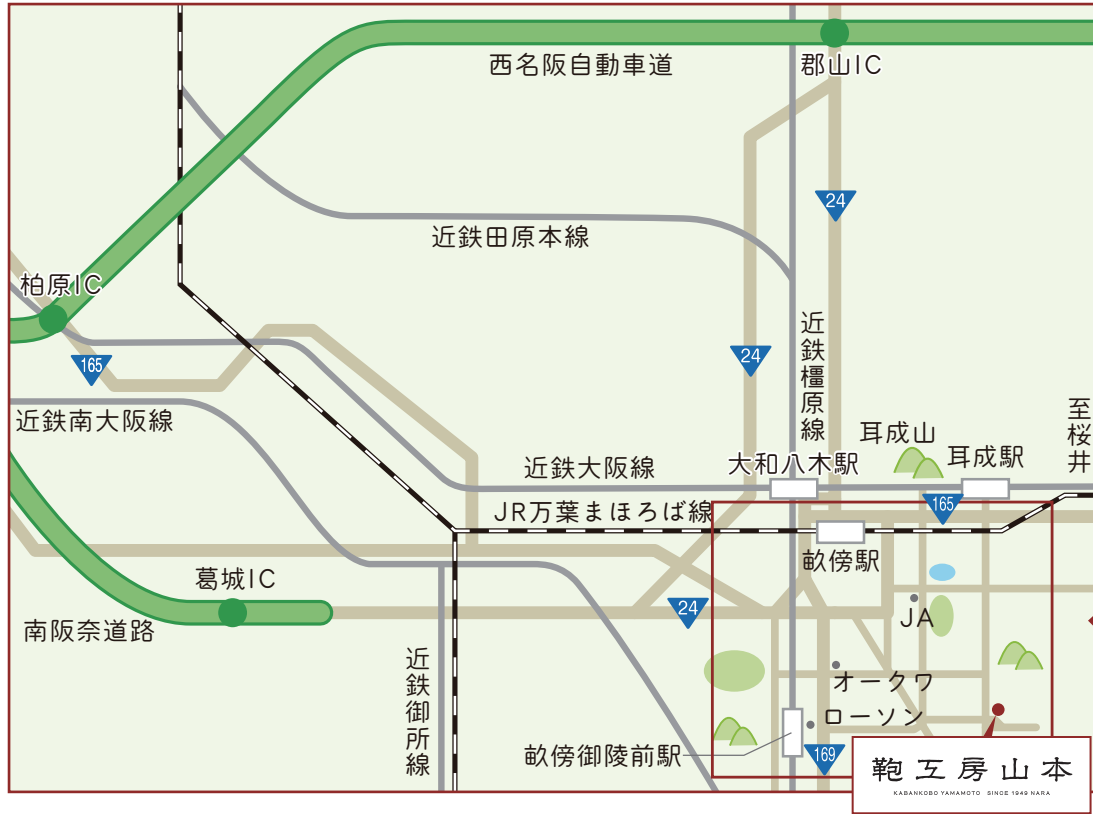 西名阪自動車道
郡山IC
24
近鉄田原本線
柏原IC
165
24
近鉄橿原線
近鉄南大阪線
至桜井
耳成山
耳成駅
大和八木駅
近鉄大阪線
165
JR万葉まほろば線
畝傍駅
葛城IC
24
JA
南阪奈道路
近鉄御所線
オークワ
ローソン
畝傍御陵前駅
169
鞄工房山本
KABANKOBO YAMAMOTO SINCE 1949 NARA